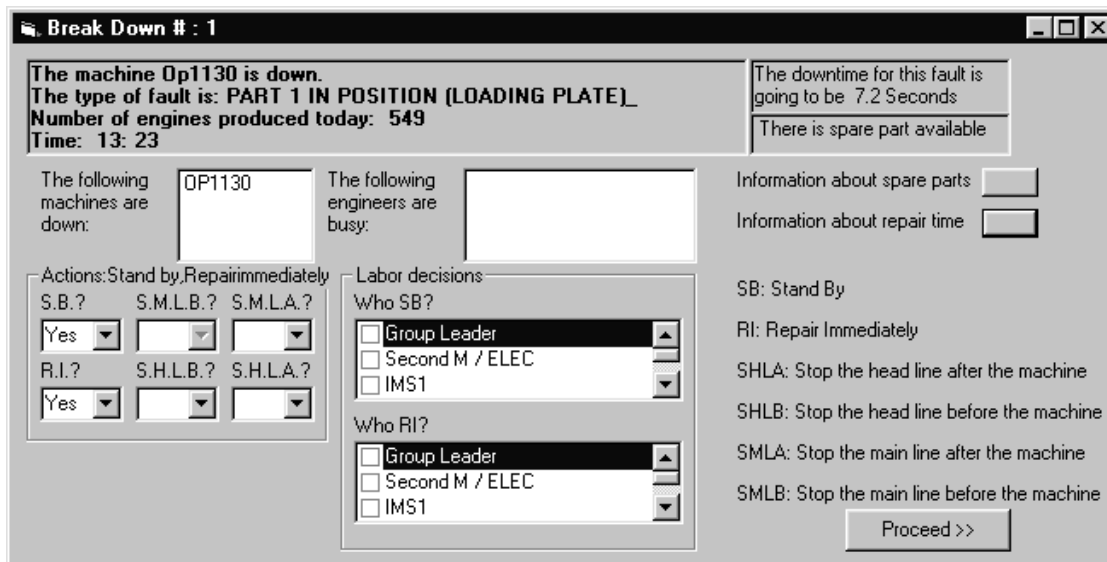 Break Down # : 1
The machine Op1130 is down.
The type of fault is: PART 1 IN POSITION (LOADING PLATE)_
Number of engines produced today: 549
Time: 13: 23
The downtime for this fault is
going to be 7.2 Seconds
There is spare part available
The following
machines are
down:
OP1130
The following
engineers are
busy:
Information about spare parts
Information about repair time
Actions:Stand by,Repairimmediately
S.B.? S.M.L.B.? S.M.L.A.?
Yes
R.I.? S.H.L.B.? S.H.L.A.?
Yes
Labor decisions
Who SB?
Group Leader
Second M / ELEC
IMS1
Who RI?
Group Leader
Second M / ELEC
IMS1
SB: Stand By
RI: Repair Immediately
SHLA: Stop the head line after the machine
SHLB: Stop the head line before the machine
SMLA: Stop the main line after the machine
SMLB: Stop the main line before the machine
Proceed >>